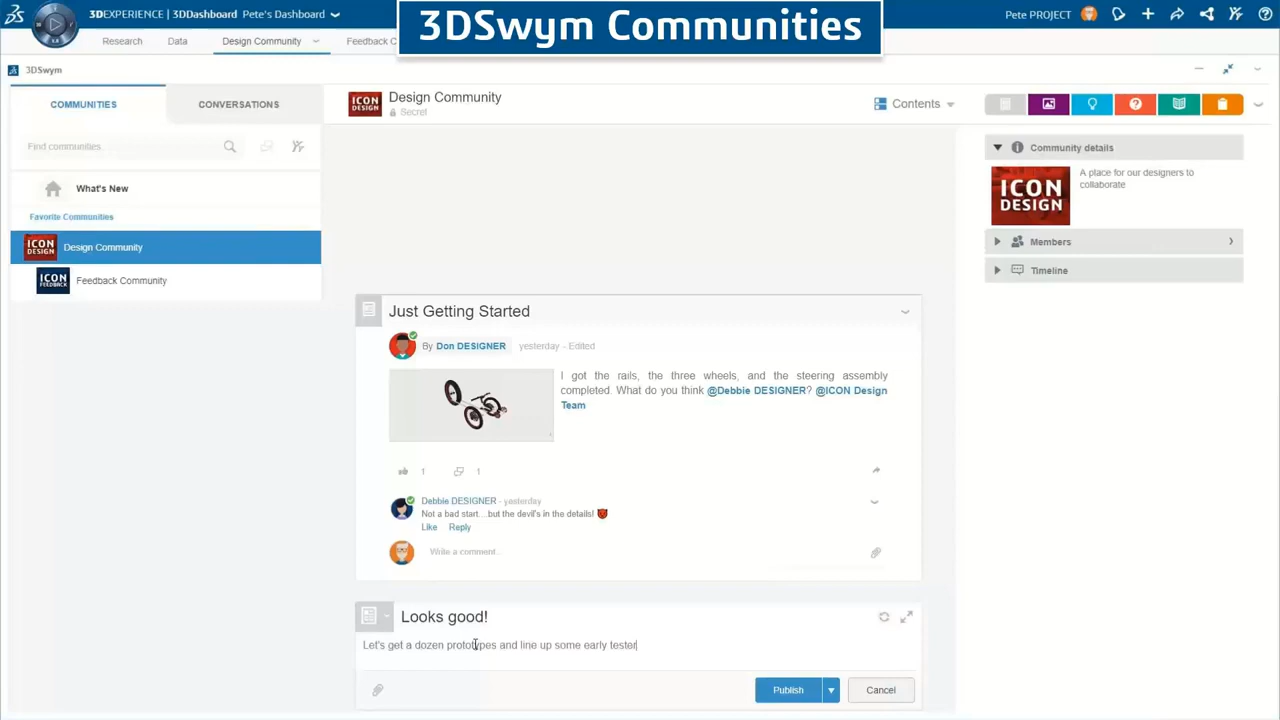 3DEXPERIENCE | 3DDashboard Pete's Dashboard
3DSwym Communities
Pete PROJECT
Research
Data
Design Community
Feedback C
3DSwym
COMMUNITIES
CONVERSATIONS
Find communities..
What's New
Favorite Communities
ICON DESIGN
Design Community
ICON FEEDBACK
Feedback Community
ICON DESIGN
Design Community
Secret
Contents
Just Getting Started
By Don DESIGNER yesterday – Edited
I got the rails, the three wheels, and the steering assembly
completed. What do you think @Debbie DESIGNER? @ICON Design
Team
1
1
Debbie DESIGNER - yesterday
Not a bad start...but the devil's in the details!
Like Reply
Write a comment..
Looks good!
Let's get a dozen prototypes and line up some early tester
Publish
Cancel
Community details
ICON
DESIGN
A place for our designers to
collaborate
Members
Timeline